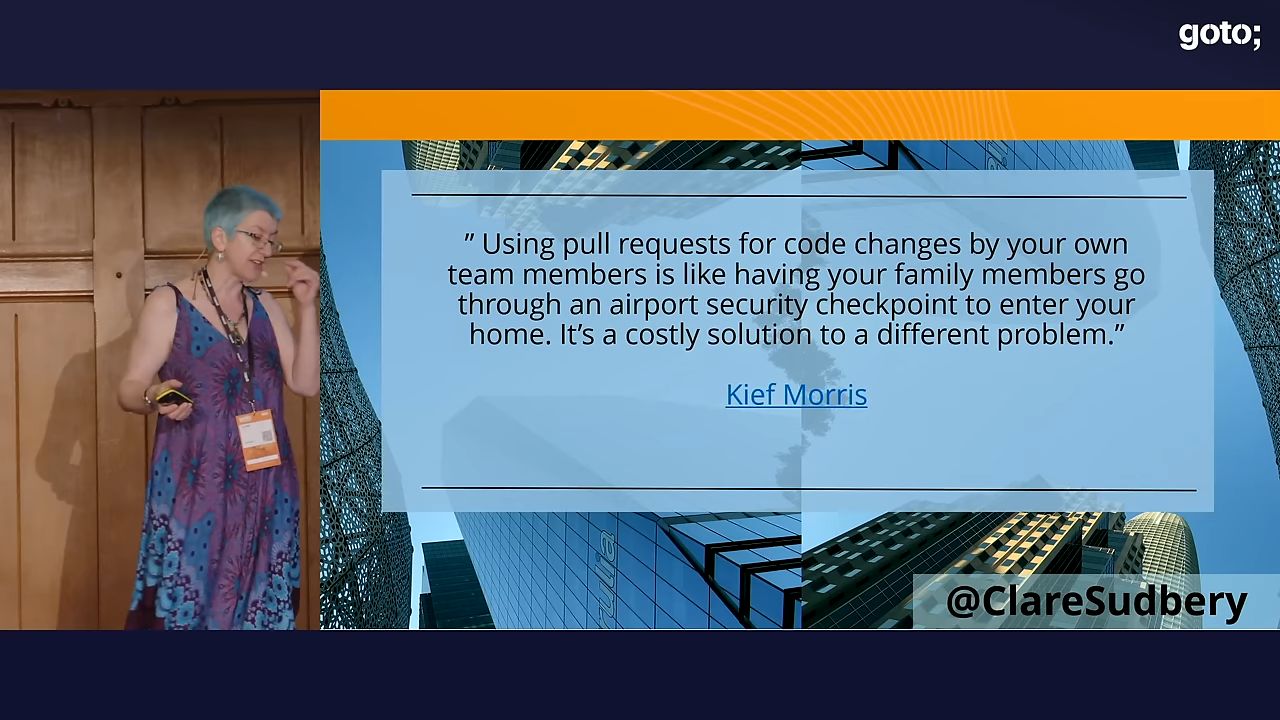 goto;
” Using pull requests for code changes by your own
team members is like having your family members go
through an airport security checkpoint to enter your
home. It’s a costly solution to a different problem.”
Kief Morris
@ClareSudbery